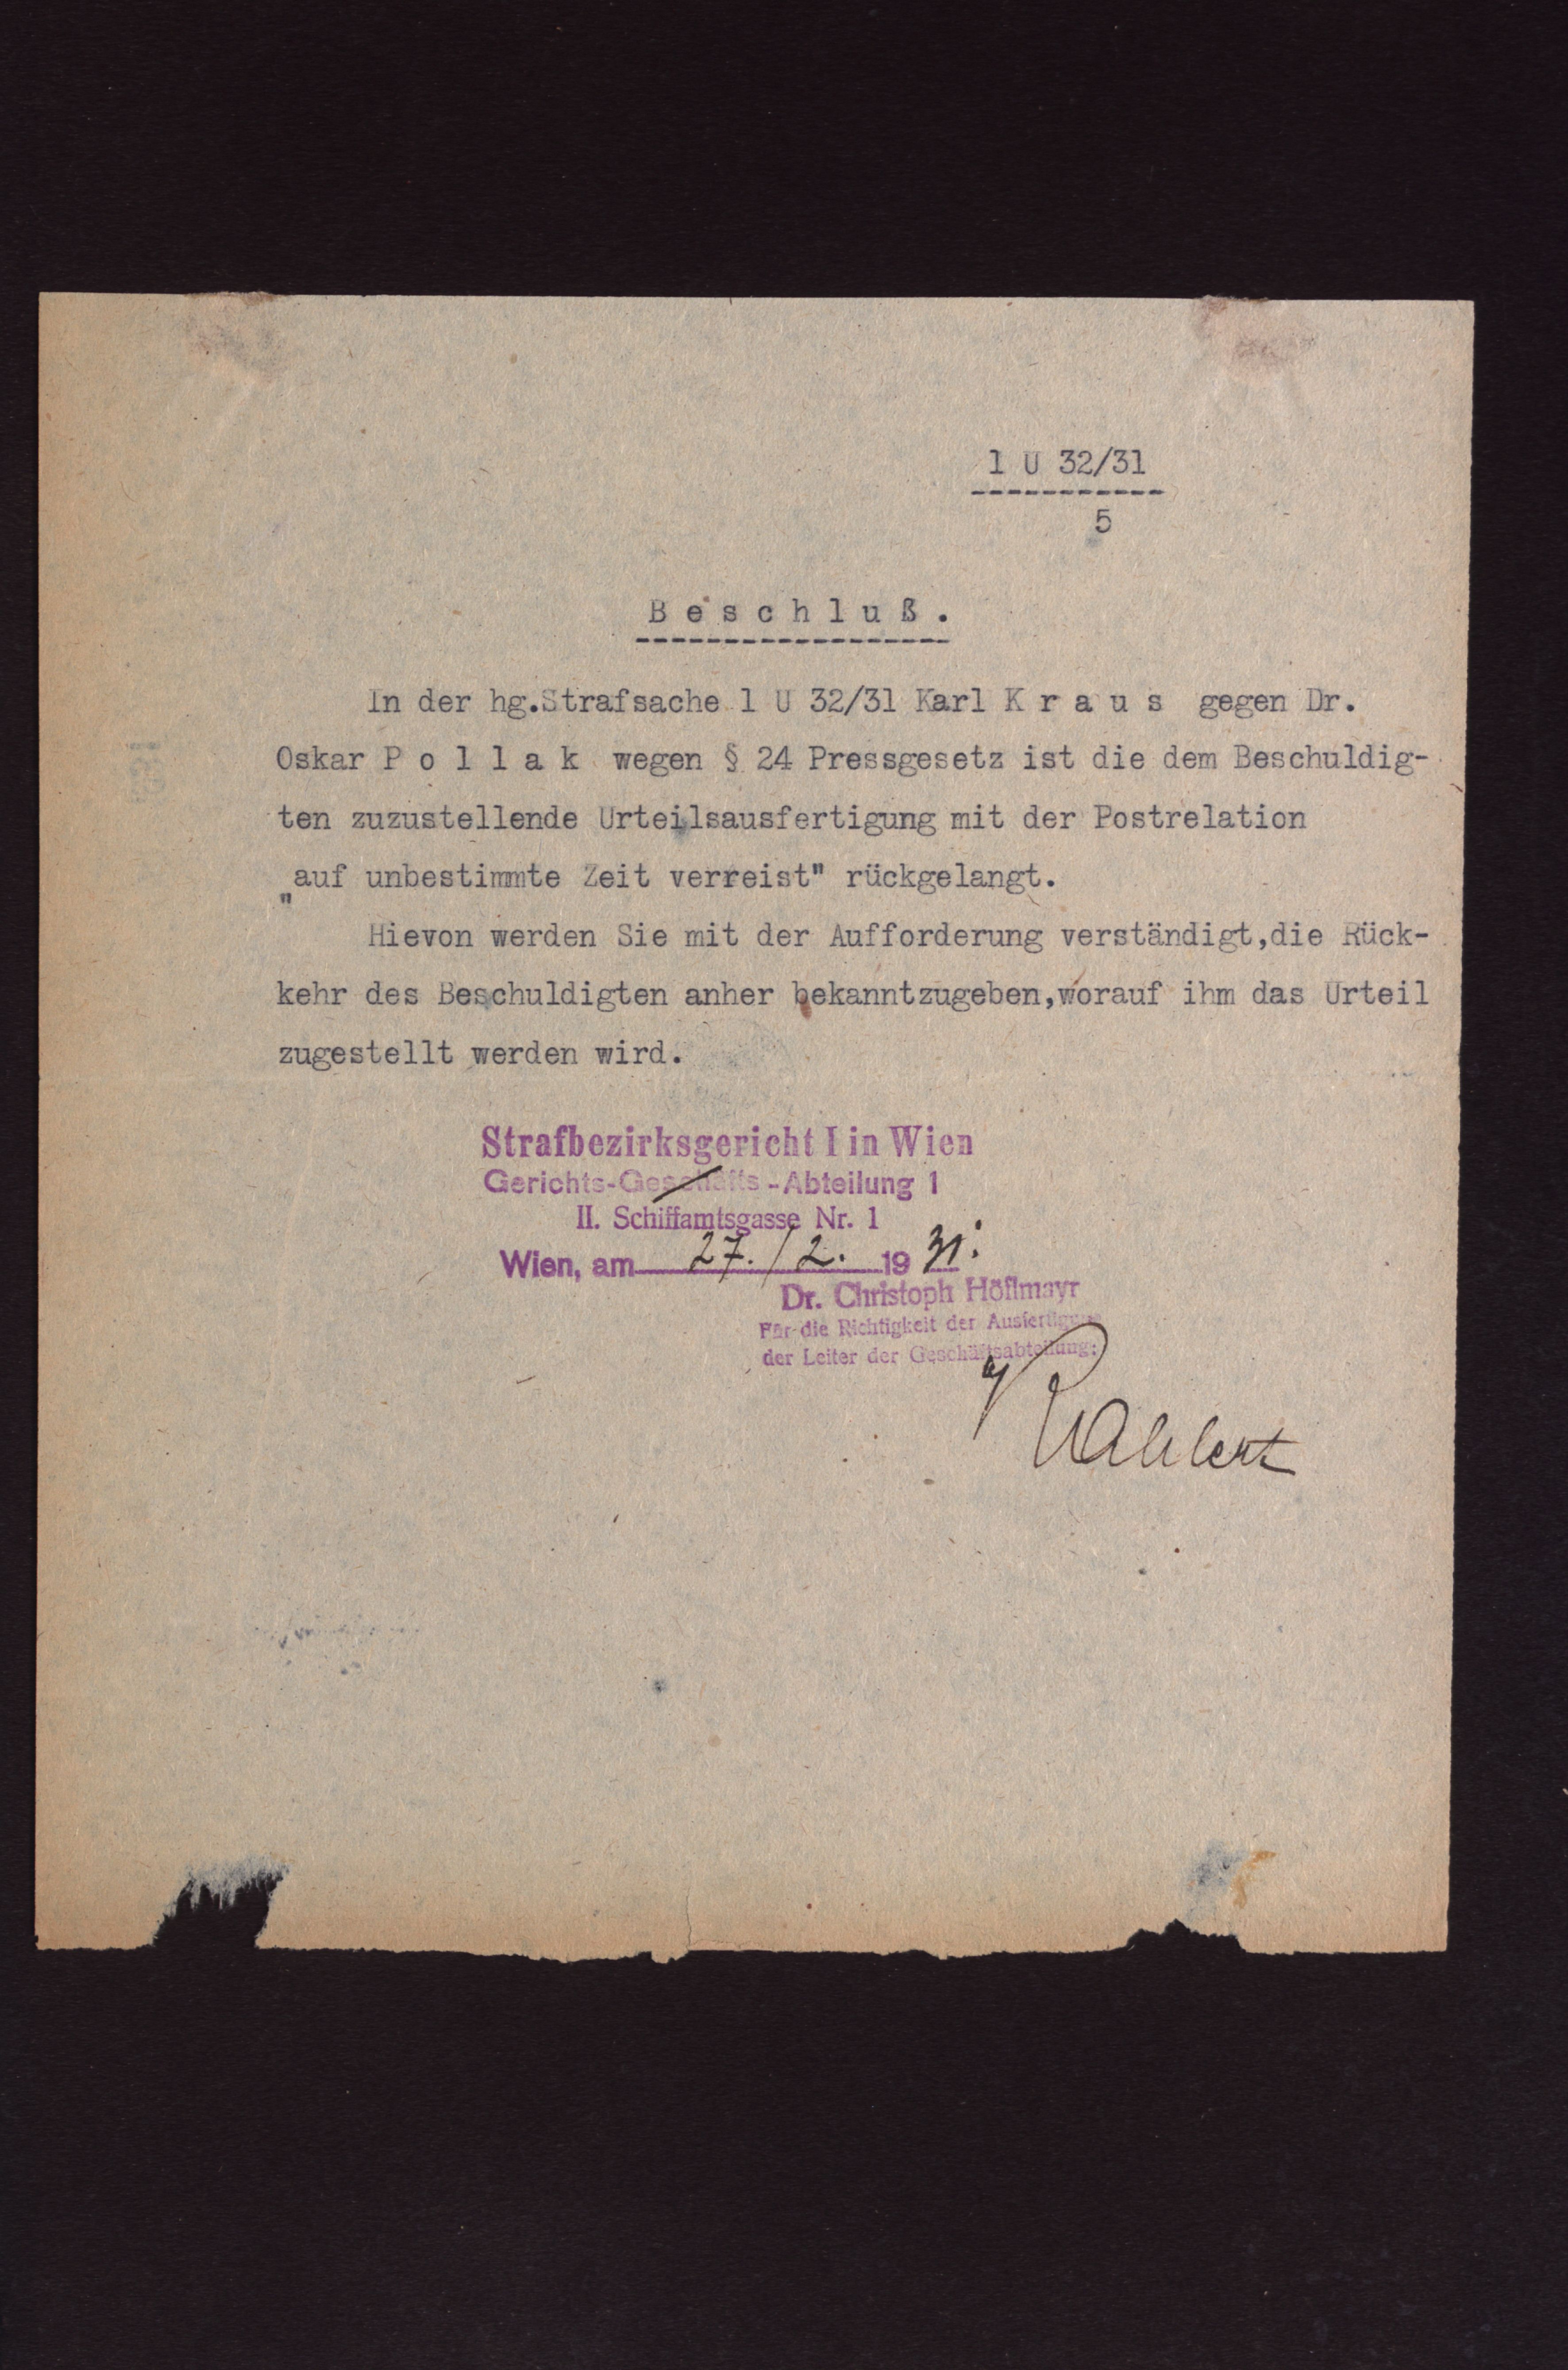 1 U 32/31
5
Beschluß.
In der hg.Strafsache 1 U 32/31 Karl Kraus gegen Dr.
Oskar Pollak wegen § 24 Pressgesetz ist die dem Beschuldig-
ten zuzustellende Urteilsausfertigung mit der Postrelation
„auf unbestimmte Zeit verreist" rückgelangt.
Hievon werden Sie mit der Aufforderung verständigt,die Rück-
kehr des Beschuldigten anher bekanntzugeben,worauf ihm das Urteil
zugestellt werden wird.
Strafbezirksgericht I in Wien
Gerichts-Geschäfts-Abteilung 1
II. Schiffamtsgasse Nr. 1
Wien, am 27./2. 1931.
Dr. Christoph Höflmayr
Für die Richtigkeit der Ausfertigung
der Leiter der Geschäftsabteilung: